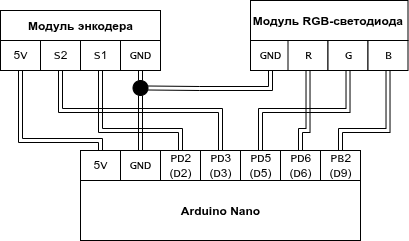 Модуль энкодера
Модуль RGB-светодиода
5V S2 S1 GND
GND R G B
5V GND PD2 (D2) PD3 (D3) PD5 (D5) PD6 (D6) PB2 (D9)
Arduino Nano